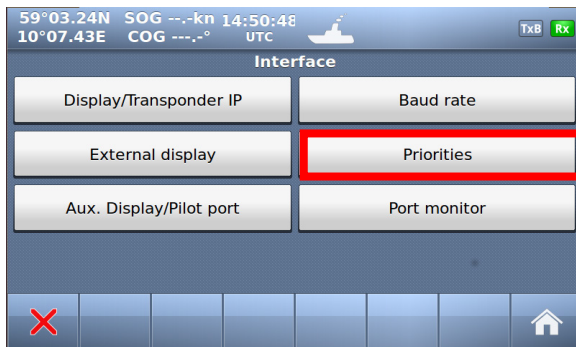 59°03.24N SOG --.-kn 14:50:48
10°07.43E COG ---.-° UTC
TxB Rx
Interface
Display/Transponder IP Baud rate
External display Priorities
Aux. Display/Pilot port Port monitor